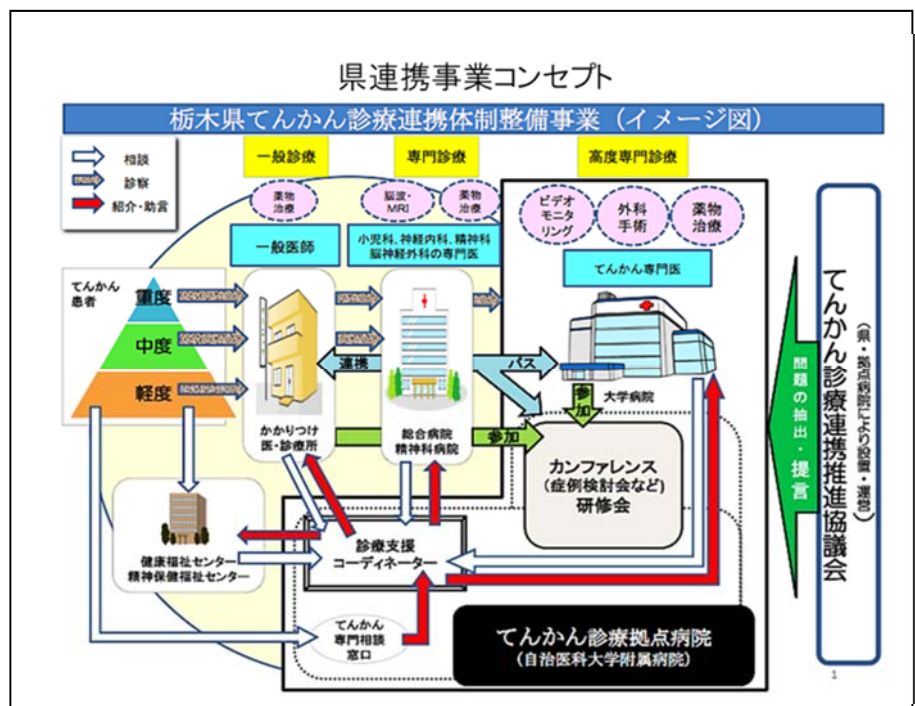 県連携事業コンセプト
栃木県てんかん診療連携体制整備事業（イメージ図）
相談
診察
紹介・助言
一般診療
専門診療
高度専門診療
薬物
治療
脳波・
MRI
薬物
治療
ビデオ
モニタ
リング
外科
手術
薬物
治療
一般医師
小児科、神経内科、精神科
脳神経外科の専門医
てんかん専門医
てんかん
患者
重度
中度
軽度
連携
パス
かかりつけ
医・診療所
総合病院
精神科病院
大学病院
参加
参加
カンファレンス
（症例検討会など）
研修会
健康福祉センター
精神保健福祉センター
診療支援
コーディネーター
てんかん
専門相談
窓口
てんかん診療拠点病院
（自治医科大学附属病院）
問題の抽出・提言
てんかん診療連携推進協議会
（県・拠点病院により設置・運営）
1